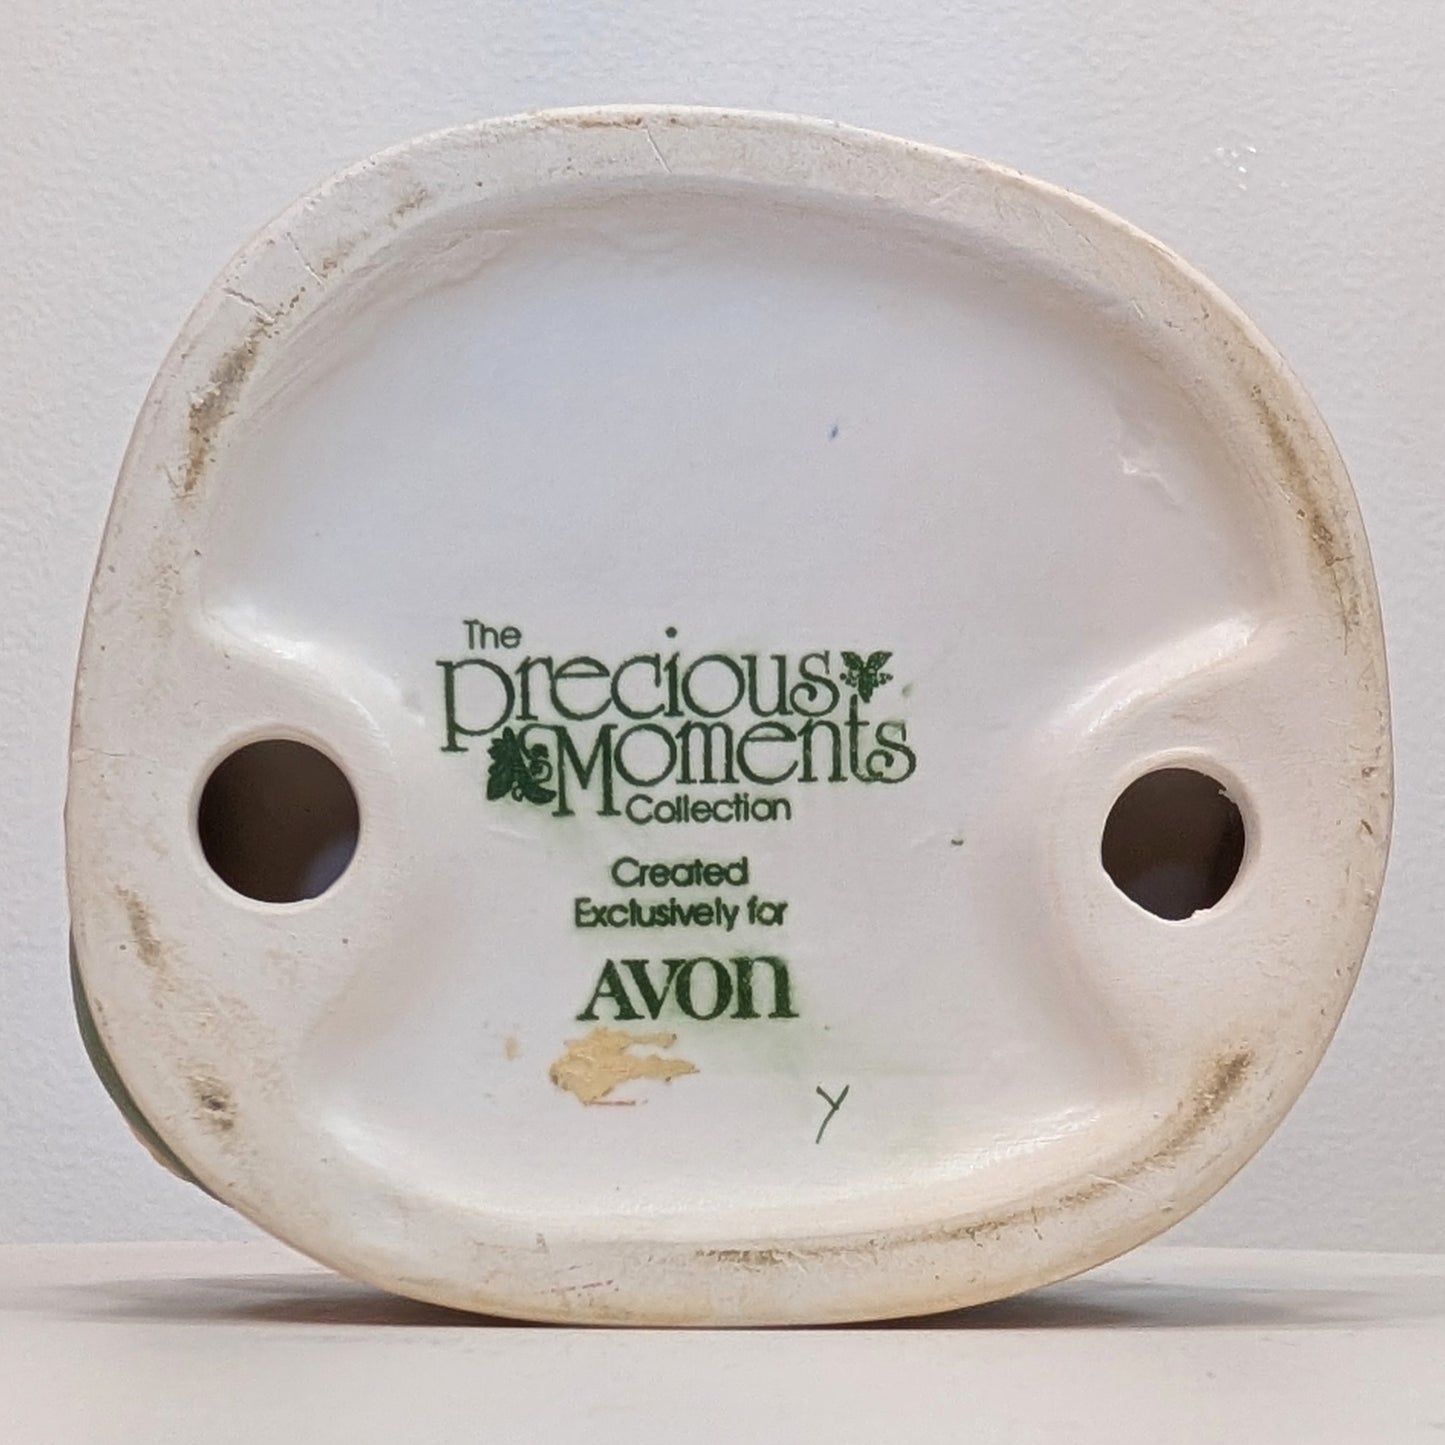 The
Precious
Moments
Collection
Created
Exclusively for
AVON
Y